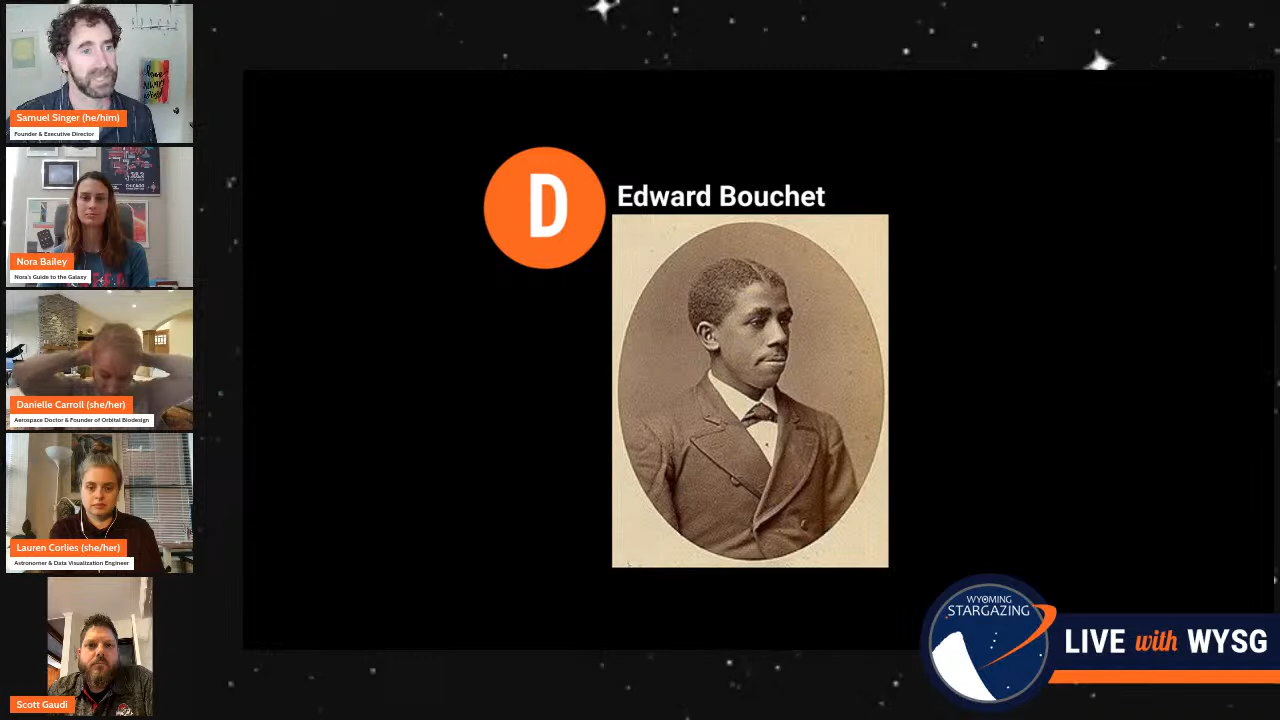 Samuel Singer (he/him)
Founder & Executive Director
CHICAGO
Nora Bailey
Nora's Guide to the Galaxy
Danielle Carroll (she/her)
Aerospace Doctor & Founder of Orbital Biodesign
Lauren Corlies (she/her)
Astronomer & Data Visualization Engineer
Scott Gaudi
D
Edward Bouchet
WYOMING
STARGAZING
LIVE with WYSG